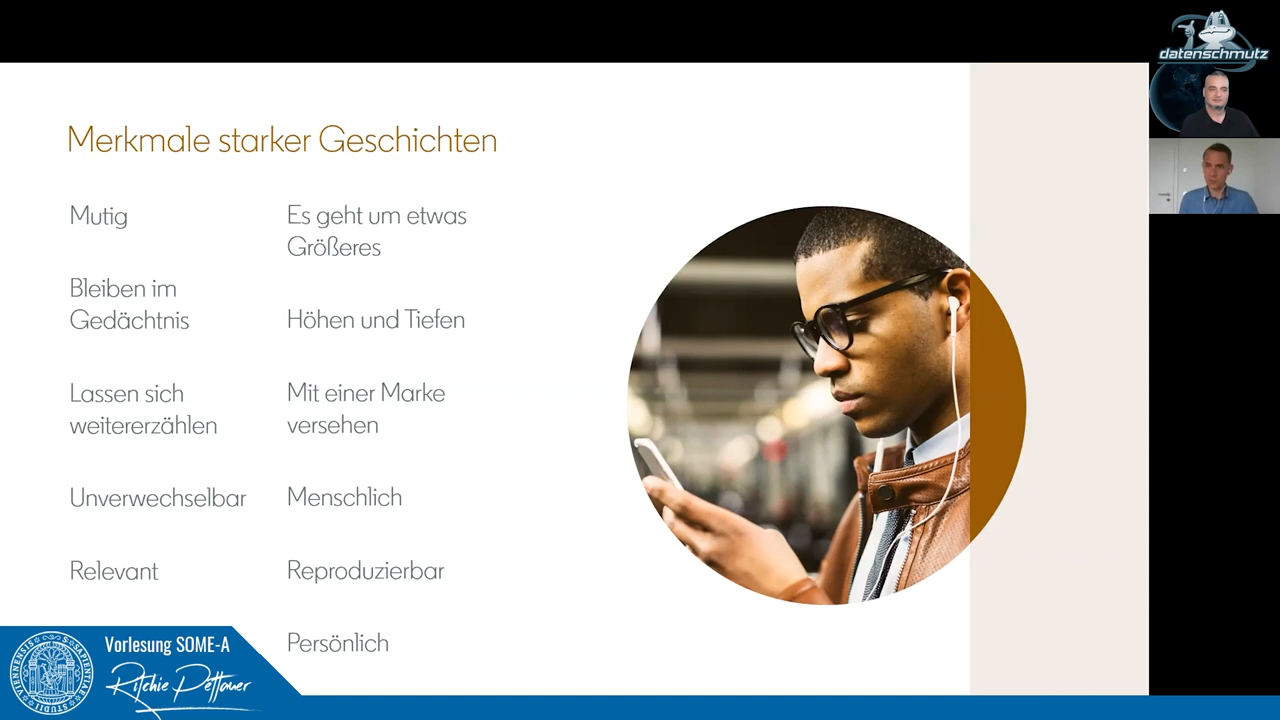 datenschmutz
Merkmale starker Geschichten
Mutig
Bleiben im
Gedächtnis
Lassen sich
weitererzählen
Unverwechselbar
Relevant
Es geht um etwas
Größeres
Höhen und Tiefen
Mit einer Marke
versehen
Menschlich
Reproduzierbar
Persönlich
Vorlesung SOME-A
Ritchie Pettauer